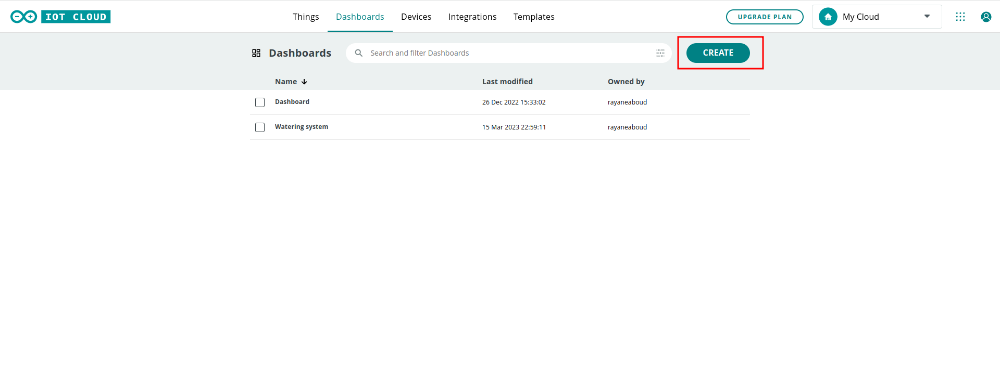 IOT CLOUD Things Dashboards Devices Integrations Templates UPGRADE PLAN My Cloud
Dashboards Search and filter Dashboards CREATE
Name Last modified Owned by
Dashboard 26 Dec 2022 15:33:02 rayaneaboud
Watering system 15 Mar 2023 22:59:11 rayaneaboud